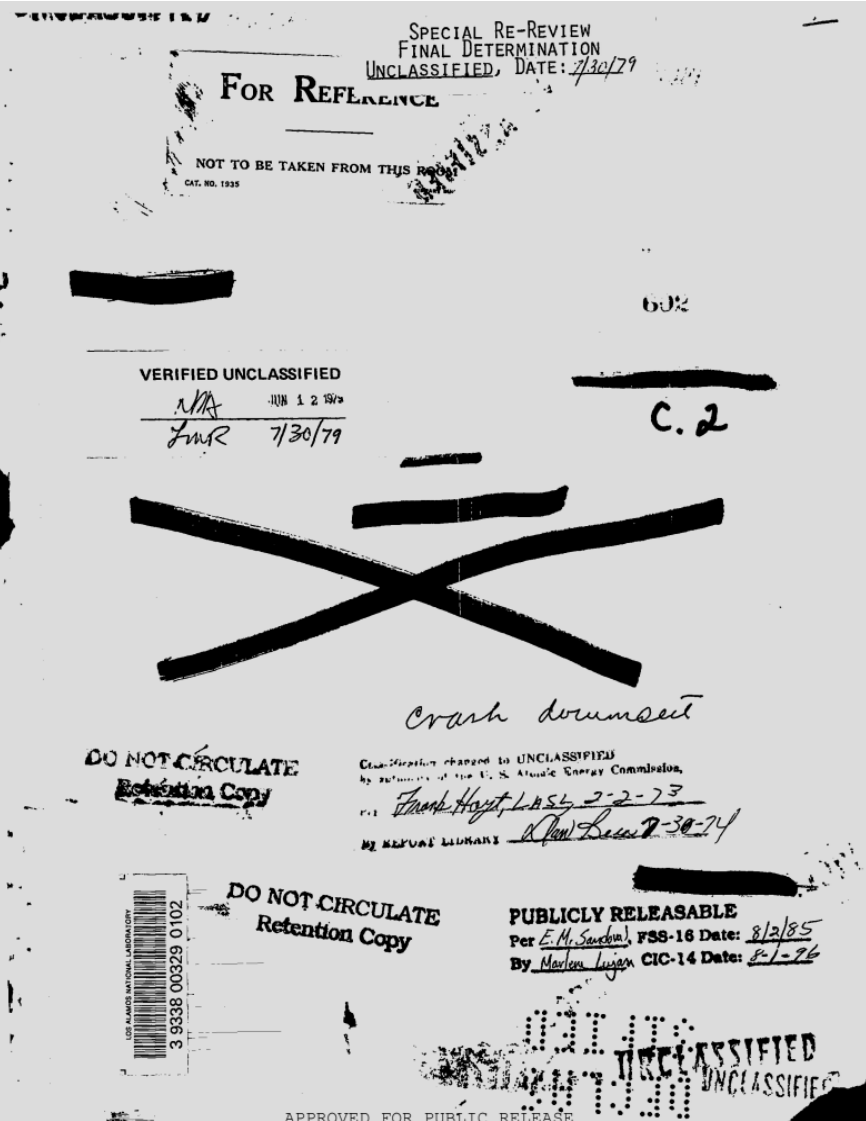 UNCLASSIFIED
SPECIAL RE-REVIEW
FINAL DETERMINATION
UNCLASSIFIED, DATE: 7/30/79
FOR REFERENCE
NOT TO BE TAKEN FROM THIS ROOM
CAT. NO. 1935
602
VERIFIED UNCLASSIFIED
JUN 12 1979
LMR 7/30/79
C. 2
crash document
DO NOT CIRCULATE
Retention Copy
Classification changed to UNCLASSIFIED
by authority of the U. S. Atomic Energy Commission,
Per Frank Hoyt, LASL 2-2-73
By REPORT LIBRARY
DO NOT CIRCULATE
Retention Copy
LOS ALAMOS NATIONAL LABORATORY
3 9338 00329 0102
PUBLICLY RELEASABLE
Per E.M. Sandoval, FSS-16 Date: 8/2/85
By Marlene Lujan CIC-14 Date: 8-1-96
UNCLASSIFIED
UNCLASSIFIED
APPROVED FOR PUBLIC RELEASE